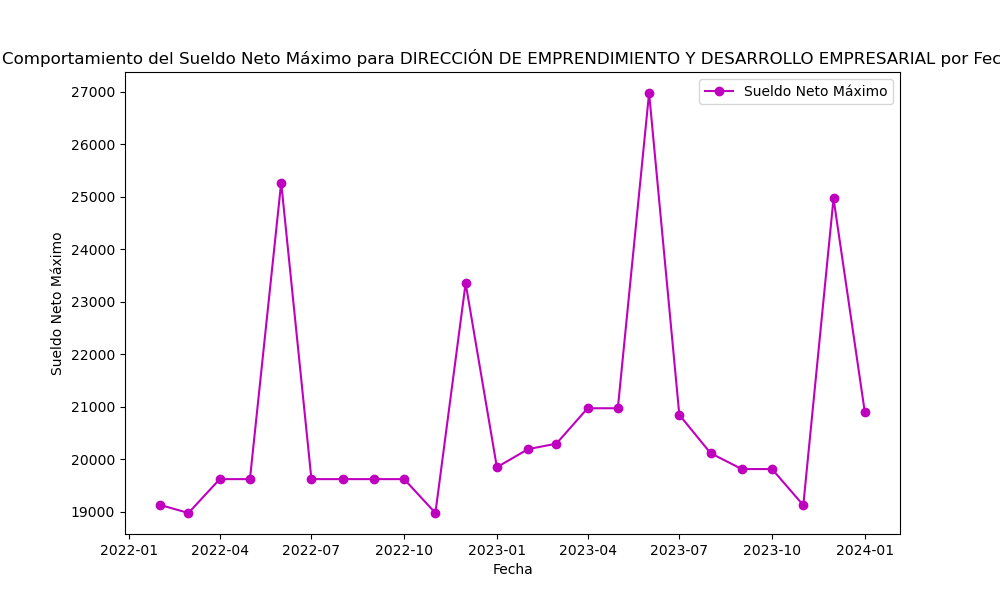 Comportamiento del Sueldo Neto Máximo para DIRECCIÓN DE EMPRENDIMIENTO Y DESARROLLO EMPRESARIAL por Fec
Sueldo Neto Máximo
27000
26000
25000
24000
23000
22000
21000
20000
19000
Sueldo Neto Máximo
2022-01 2022-04 2022-07 2022-10 2023-01 2023-04 2023-07 2023-10 2024-01
Fecha